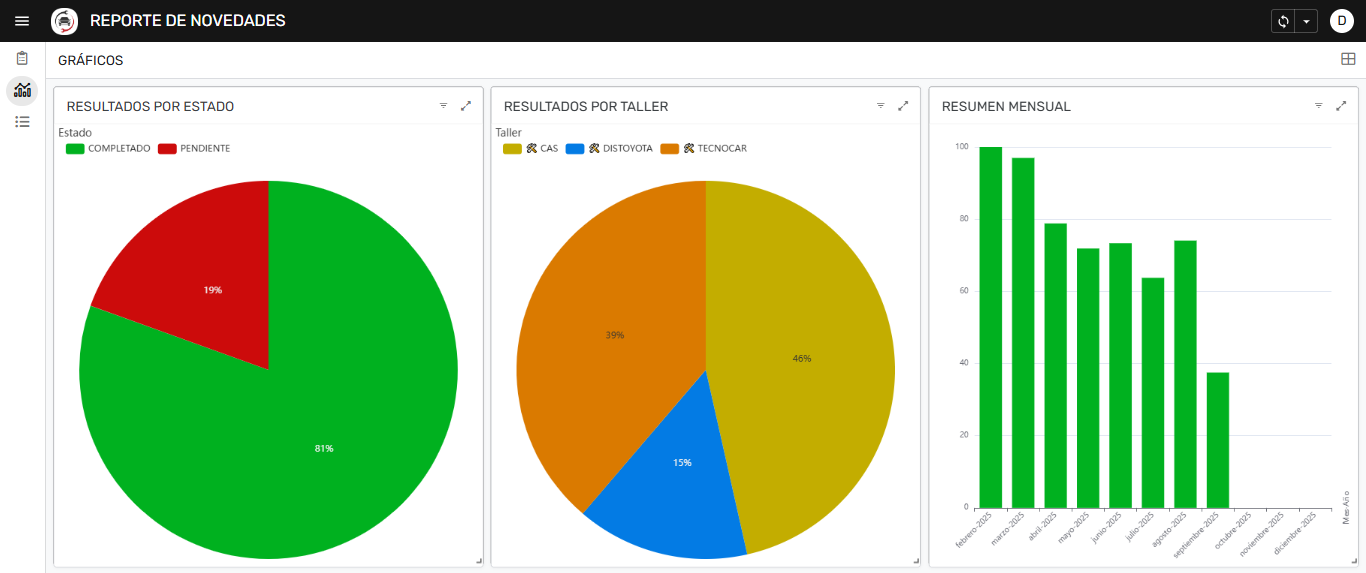 REPORTE DE NOVEDADES
D
GRÁFICOS
RESULTADOS POR ESTADO
Estado
COMPLETADO PENDIENTE
19%
81%
RESULTADOS POR TALLER
Taller
CAS DISTOYOTA TECNOCAR
39%
46%
15%
RESUMEN MENSUAL
100
80
60
40
20
0
febrero-2025
marzo-2025
abril-2025
mayo-2025
junio-2025
julio-2025
agosto-2025
septiembre-2025
octubre-2025
noviembre-2025
diciembre-2025
Mes-Año